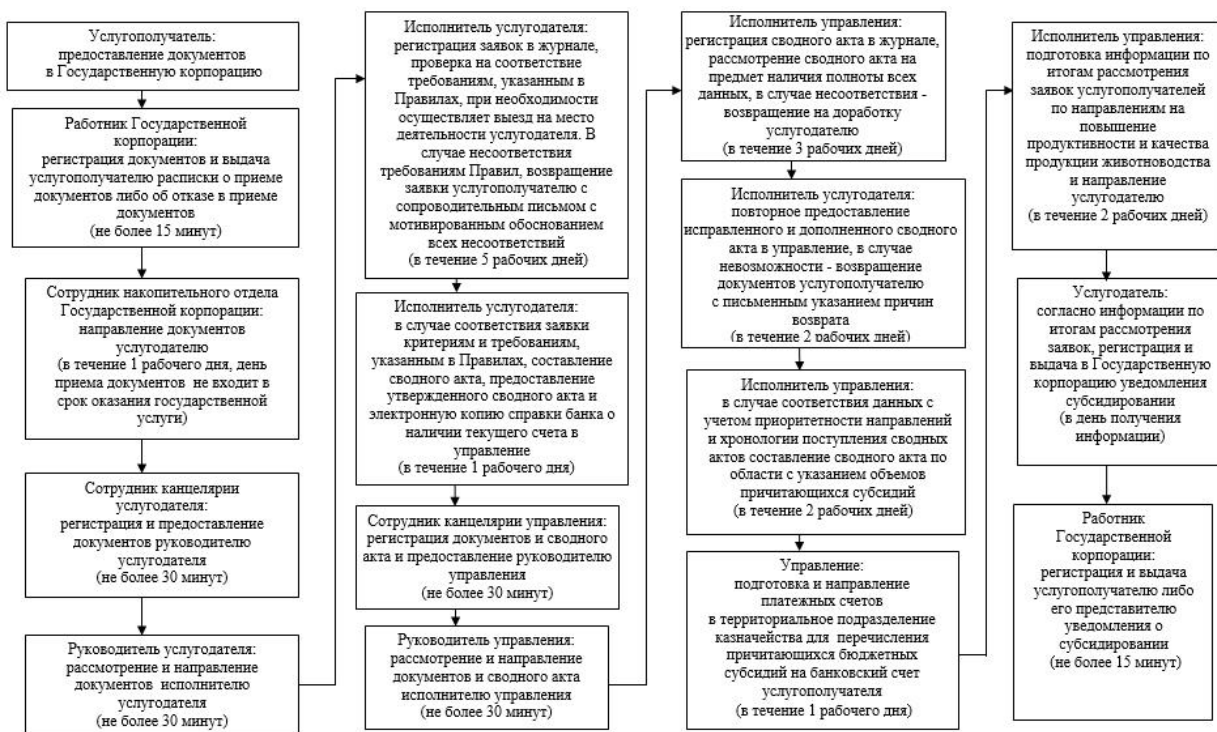 Услугополучатель:
предоставление документов
в Государственную корпорацию
Работник Государственной
корпорации:
регистрация документов и выдача
услугополучателю расписки о приеме
документов либо об отказе в приеме
документов
(не более 15 минут)
Сотрудник накопительного отдела
Государственной корпорации:
направление документов
услугодателю
(в течение 1 рабочего дня, день
приема документов не входит в
срок оказания государственной
услуги)
Сотрудник канцелярии
услугодателя:
регистрация и предоставление
документов руководителю
услугодателя
(не более 30 минут)
Руководитель услугодателя:
рассмотрение и направление
документов исполнителю
услугодателя
(не более 30 минут)
Исполнитель услугодателя:
регистрация заявок в журнале,
проверка на соответствие
требованиям, указанным в
Правилах, при необходимости
осуществляет выезд на место
деятельности услугодателя. В
случае несоответствия
требованиям Правил, возвращение
заявки услугополучателю с
сопроводительным письмом с
мотивированным обоснованием
всех несоответствий
(в течение 5 рабочих дней)
Исполнитель услугодателя:
в случае соответствия заявки
критериям и требованиям,
указанным в Правилах, составление
сводного акта, предоставление
утвержденного сводного акта и
электронную копию справки банка о
наличии текущего счета в
управление
(в течение 1 рабочего дня)
Сотрудник канцелярии управления:
регистрация документов и сводного
акта и предоставление руководителю
управления
(не более 30 минут)
Руководитель управления:
рассмотрение и направление
документов и сводного акта
исполнителю управления
(не более 30 минут)
Исполнитель управления:
регистрация сводного акта в журнале,
рассмотрение сводного акта на
предмет наличия полноты всех
данных, в случае несоответствия -
возвращение на доработку
услугодателю
(в течение 3 рабочих дней)
Исполнитель услугодателя:
повторное предоставление
исправленного и дополненного сводного
акта в управление, в случае
невозможности - возвращение
документов услугополучателю
с письменным указанием причин
возврата
(в течение 2 рабочих дней)
Исполнитель управления:
в случае соответствия данных с
учетом приоритетности направлений
и хронологии поступления сводных
актов составление сводного акта по
области с указанием объемов
причитающихся субсидий
(в течение 2 рабочих дней)
Управление:
подготовка и направление
платежных счетов
в территориальное подразделение
казначейства для перечисления
причитающихся бюджетных
субсидий на банковский счет
услугополучателя
(в течение 1 рабочего дня)
Исполнитель управления:
подготовка информации по
итогам рассмотрения
заявок услугополучателей
по направлениям на
повышение
продуктивности и качества
продукции животноводства
и направление
услугодателю
(в течение 2 рабочих дней)
Услугодатель:
согласно информации по
итогам рассмотрения
заявок, регистрация и
выдача в Государственную
корпорацию уведомления
субсидировании
(в день получения
информации)
Работник
Государственной
корпорации:
регистрация и выдача
услугополучателю либо
его представителю
уведомления о
субсидировании
(не более 15 минут)